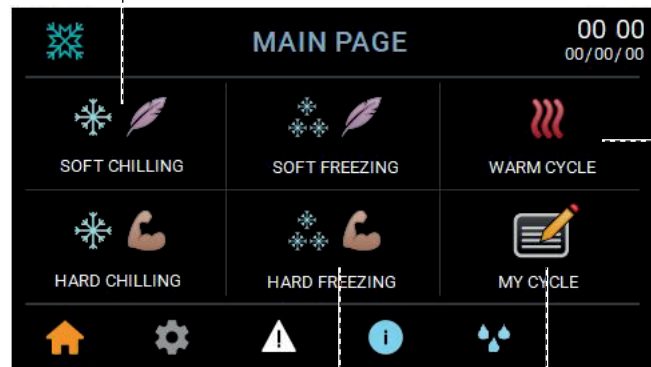 MAIN PAGE
00 00
00/00/00
SOFT CHILLING
SOFT FREEZING
WARM CYCLE
HARD CHILLING
HARD FREEZING
MY CYCLE